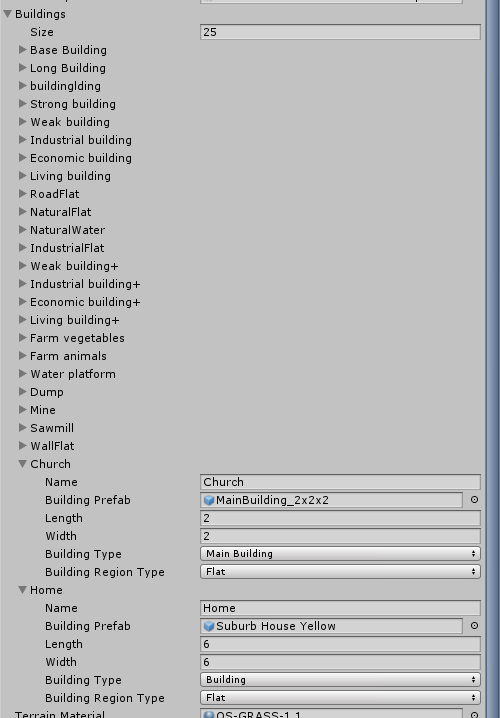 Buildings
Size 25
Base Building
Long Building
buildinglding
Strong building
Weak building
Industrial building
Economic building
Living building
RoadFlat
NaturalFlat
NaturalWater
IndustrialFlat
Weak building+
Industrial building+
Economic building+
Living building+
Farm vegetables
Farm animals
Water platform
Dump
Mine
Sawmill
WallFlat
Church
Name Church
Building Prefab MainBuilding_2x2x2
Length 2
Width 2
Building Type Main Building
Building Region Type Flat
Home
Name Home
Building Prefab Suburb House Yellow
Length 6
Width 6
Building Type Building
Building Region Type Flat
Terrain Material